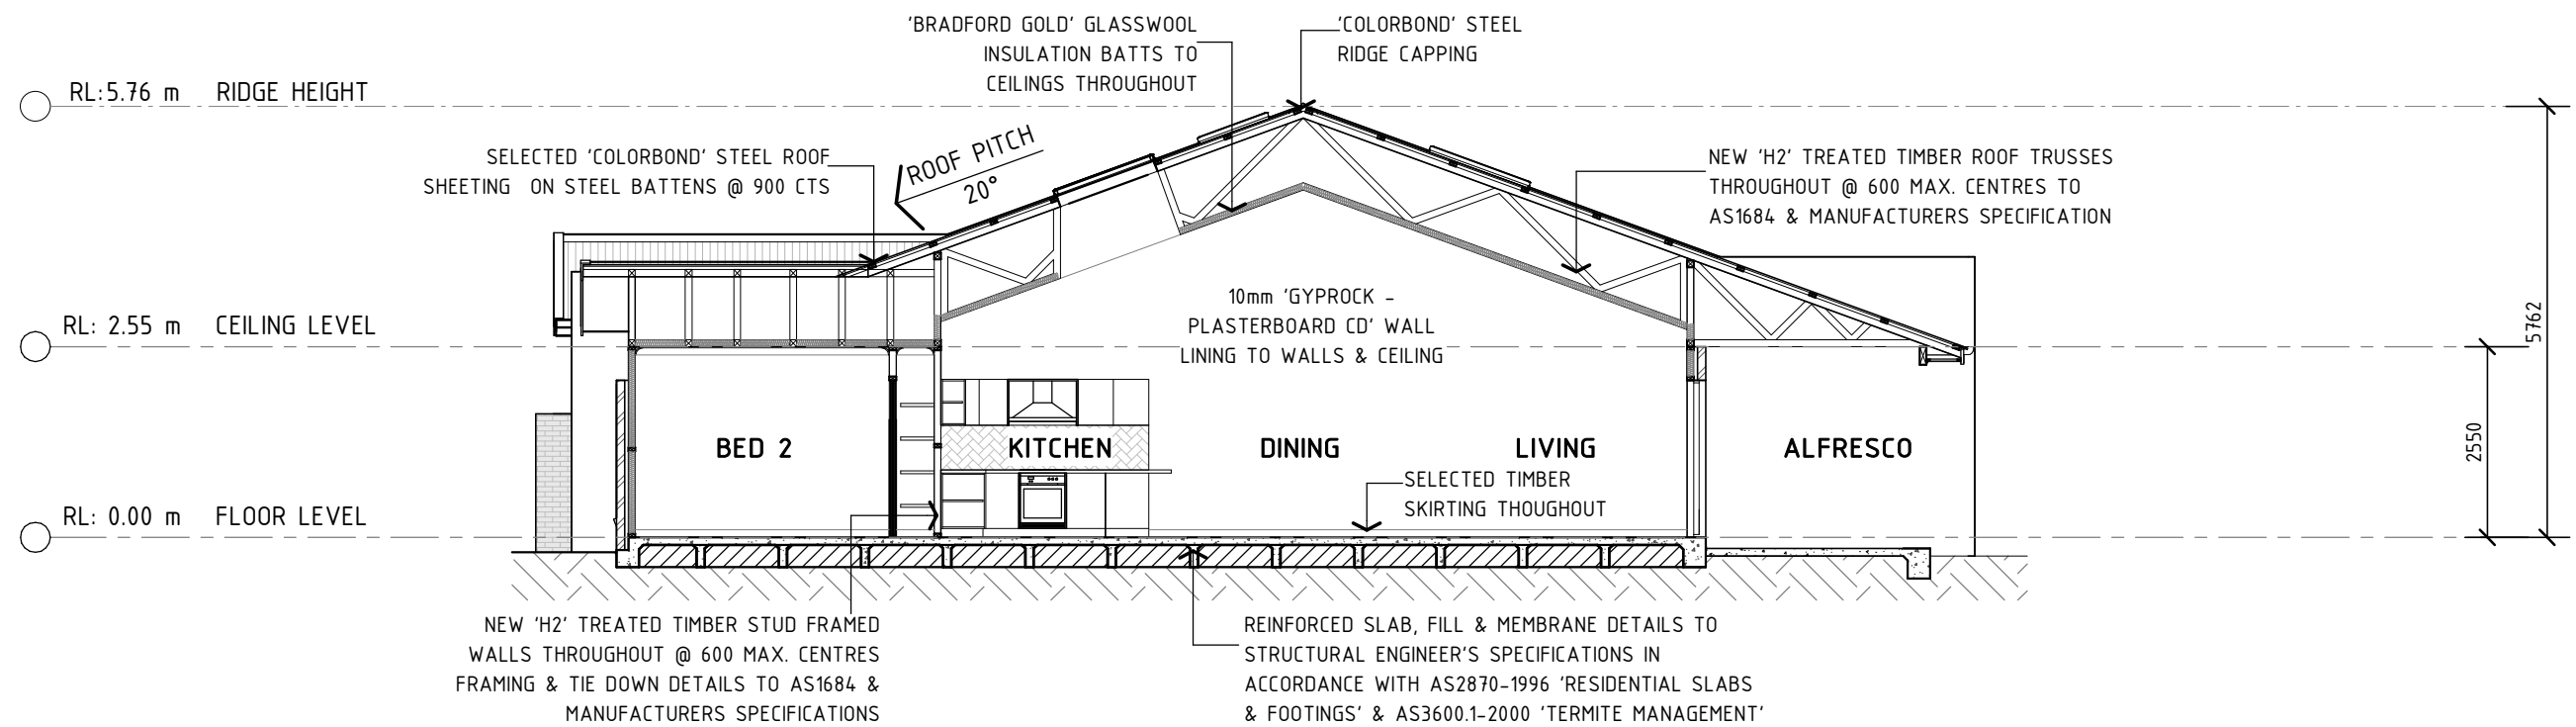 'BRADFORD GOLD' GLASSWOOL
INSULATION BATTS TO
CEILINGS THROUGHOUT
'COLORBOND' STEEL
RIDGE CAPPING
RL:5.76 m RIDGE HEIGHT
SELECTED 'COLORBOND' STEEL ROOF
SHEETING ON STEEL BATTENS @ 900 CTS
ROOF PITCH
20°
NEW 'H2' TREATED TIMBER ROOF TRUSSES
THROUGHOUT @ 600 MAX. CENTRES TO
AS1684 & MANUFACTURERS SPECIFICATION
10mm 'GYPROCK -
PLASTERBOARD CD' WALL
LINING TO WALLS & CEILING
RL: 2.55 m CEILING LEVEL
5762
2550
BED 2
KITCHEN
DINING
LIVING
ALFRESCO
SELECTED TIMBER
SKIRTING THOUGHOUT
RL: 0.00 m FLOOR LEVEL
NEW 'H2' TREATED TIMBER STUD FRAMED
WALLS THROUGHOUT @ 600 MAX. CENTRES
FRAMING & TIE DOWN DETAILS TO AS1684 &
MANUFACTURERS SPECIFICATIONS
REINFORCED SLAB, FILL & MEMBRANE DETAILS TO
STRUCTURAL ENGINEER'S SPECIFICATIONS IN
ACCORDANCE WITH AS2870-1996 'RESIDENTIAL SLABS
& FOOTINGS' & AS3600.1-2000 'TERMITE MANAGEMENT'